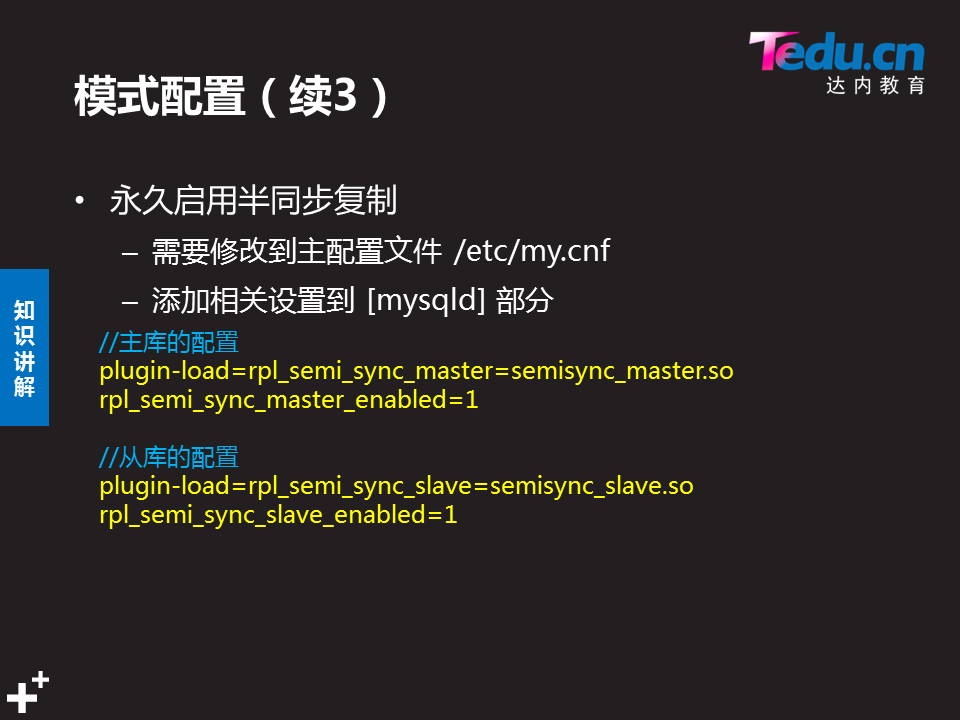 Tedu.cn
达内教育
模式配置（续3）
• 永久启用半同步复制
– 需要修改到主配置文件 /etc/my.cnf
– 添加相关设置到 [mysqld] 部分
//主库的配置
plugin-load=rpl_semi_sync_master=semisync_master.so
rpl_semi_sync_master_enabled=1
//从库的配置
plugin-load=rpl_semi_sync_slave=semisync_slave.so
rpl_semi_sync_slave_enabled=1
知识讲解